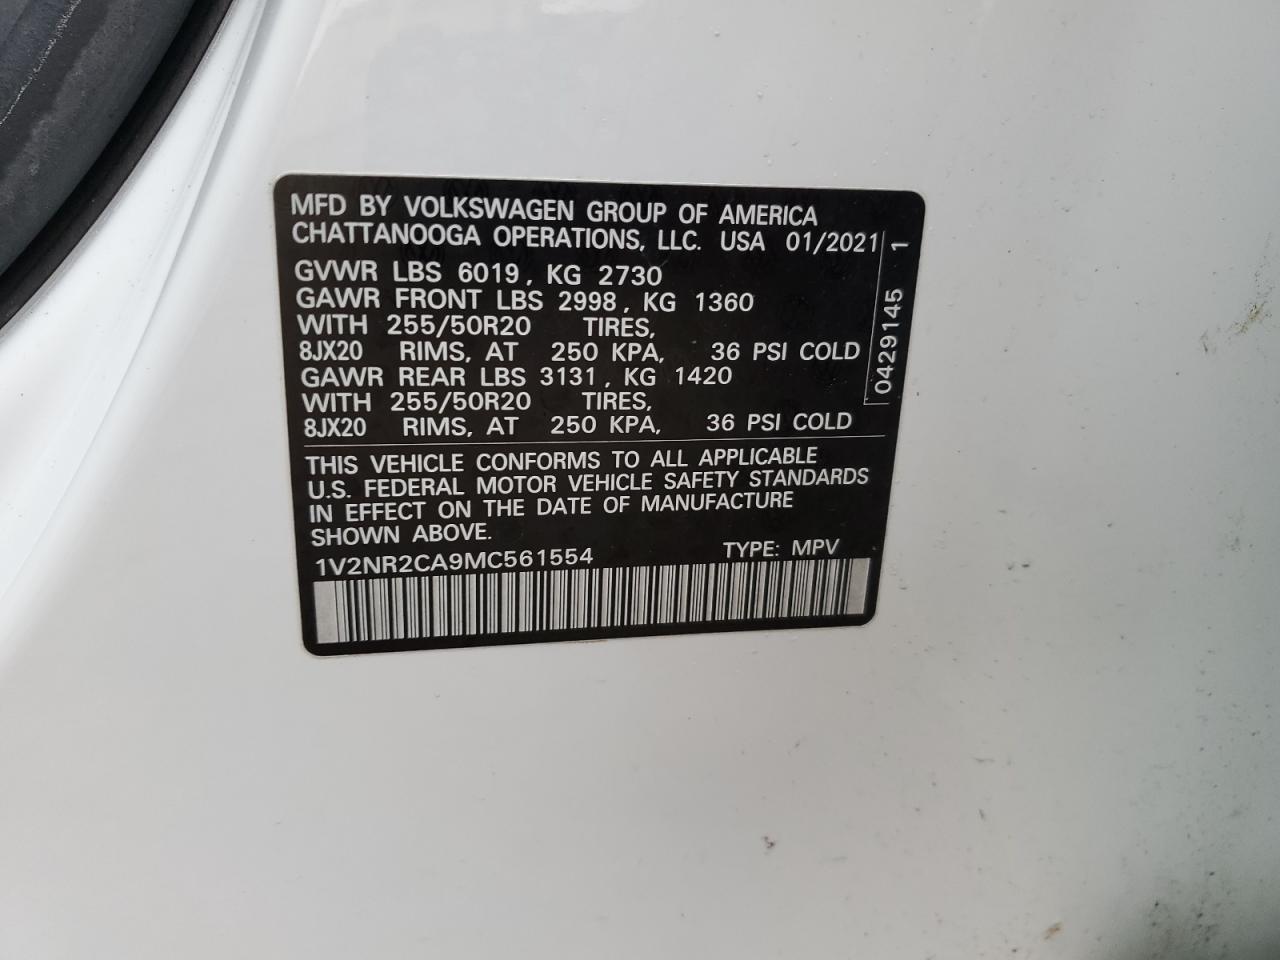 MFD BY VOLKSWAGEN GROUP OF AMERICA
CHATTANOOGA OPERATIONS, LLC. USA 01/2021
GVWR LBS 6019, KG 2730
GAWR FRONT LBS 2998, KG 1360
WITH 255/50R20 TIRES,
8JX20 RIMS, AT 250 KPA, 36 PSI COLD
GAWR REAR LBS 3131, KG 1420
WITH 255/50R20 TIRES,
8JX20 RIMS, AT 250 KPA, 36 PSI COLD
0429145 1
THIS VEHICLE CONFORMS TO ALL APPLICABLE
U.S. FEDERAL MOTOR VEHICLE SAFETY STANDARDS
IN EFFECT ON THE DATE OF MANUFACTURE
SHOWN ABOVE.
1V2NR2CA9MC561554 TYPE: MPV